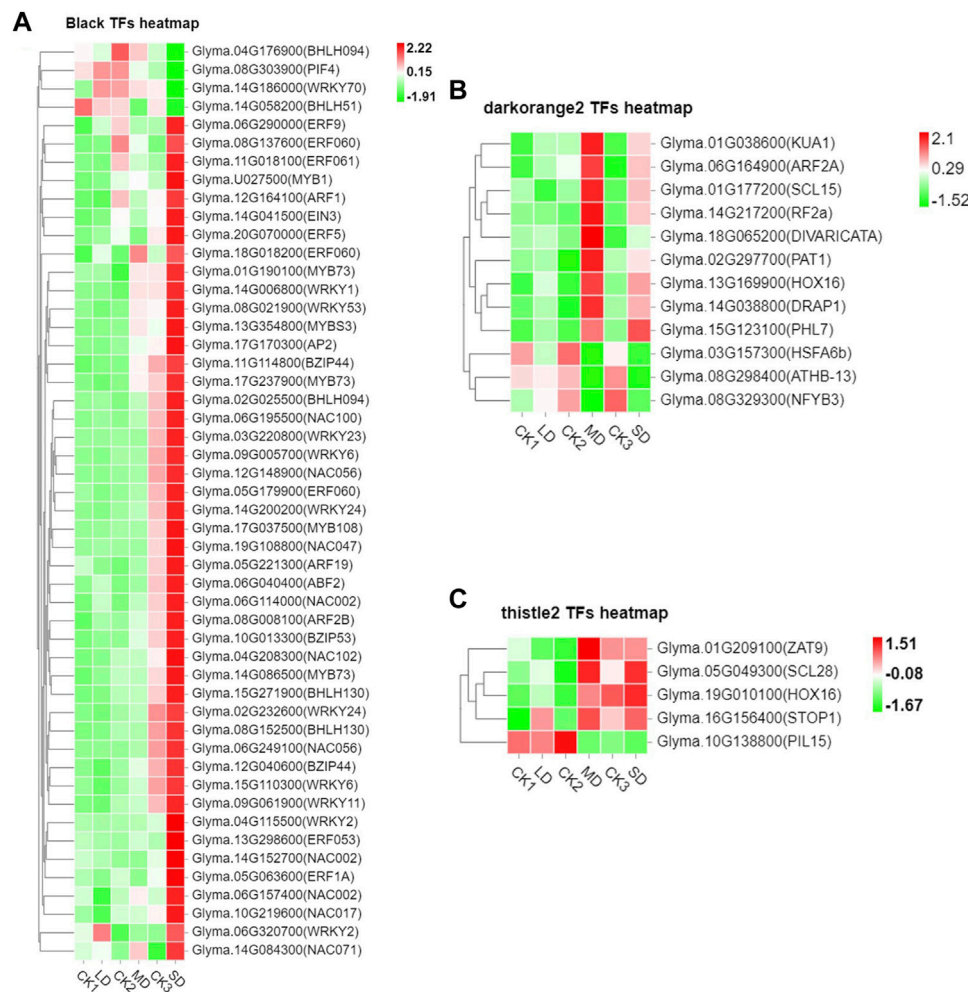 A
Black TFs heatmap
Glyma.04G176900(BHLH094)
Glyma.08G303900(PIF4)
Glyma.14G186000(WRKY70)
Glyma.14G058200(BHLH51)
Glyma.06G290000(ERF9)
Glyma.08G137600(ERF060)
Glyma.11G018100(ERF061)
Glyma.U027500(MYB1)
Glyma.12G164100(ARF1)
Glyma.14G041500(EIN3)
Glyma.20G070000(ERF5)
Glyma.18G018200(ERF060)
Glyma.01G190100(MYB73)
Glyma.14G006800(WRKY1)
Glyma.08G021900(WRKY53)
Glyma.13G354800(MYBS3)
Glyma.17G170300(AP2)
Glyma.11G114800(BZIP44)
Glyma.17G237900(MYB73)
Glyma.02G025500(BHLH094)
Glyma.06G195500(NAC100)
Glyma.03G220800(WRKY23)
Glyma.09G005700(WRKY6)
Glyma.12G148900(NAC056)
Glyma.05G179900(ERF060)
Glyma.14G200200(WRKY24)
Glyma.17G037500(MYB108)
Glyma.19G108800(NAC047)
Glyma.05G221300(ARF19)
Glyma.06G040400(ABF2)
Glyma.06G114000(NAC002)
Glyma.08G008100(ARF2B)
Glyma.10G013300(BZIP53)
Glyma.04G208300(NAC102)
Glyma.14G086500(MYB73)
Glyma.15G271900(BHLH130)
Glyma.02G232600(WRKY24)
Glyma.08G152500(BHLH130)
Glyma.06G249100(NAC056)
Glyma.12G040600(BZIP44)
Glyma.15G110300(WRKY6)
Glyma.09G061900(WRKY11)
Glyma.04G115500(WRKY2)
Glyma.13G298600(ERF053)
Glyma.14G152700(NAC002)
Glyma.05G063600(ERF1A)
Glyma.06G157400(NAC002)
Glyma.10G219600(NAC017)
Glyma.06G320700(WRKY2)
Glyma.14G084300(NAC071)
CK1 LD CK2 MD CK3 SD
2.22
0.15
-1.91
B
darkorange2 TFs heatmap
Glyma.01G038600(KUA1)
Glyma.06G164900(ARF2A)
Glyma.01G177200(SCL15)
Glyma.14G217200(RF2a)
Glyma.18G065200(DIVARICATA)
Glyma.02G297700(PAT1)
Glyma.13G169900(HOX16)
Glyma.14G038800(DRAP1)
Glyma.15G123100(PHL7)
Glyma.03G157300(HSFA6b)
Glyma.08G298400(ATHB-13)
Glyma.08G329300(NFYB3)
CK1 LD CK2 MD CK3 SD
2.1
0.29
-1.52
C
thistle2 TFs heatmap
Glyma.01G209100(ZAT9)
Glyma.05G049300(SCL28)
Glyma.19G010100(HOX16)
Glyma.16G156400(STOP1)
Glyma.10G138800(PIL15)
CK1 LD CK2 MD CK3 SD
1.51
-0.08
-1.67